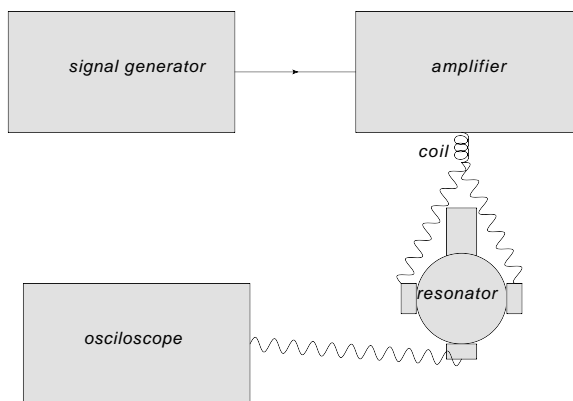 signal generator
amplifier
coil
resonator
osciloscope